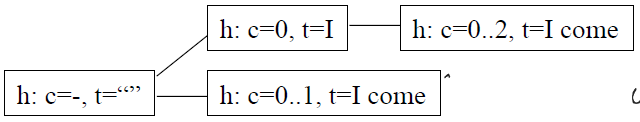 h: c=0, t=I
h: c=0..2, t=I come
h: c=-, t=“”
h: c=0..1, t=I come